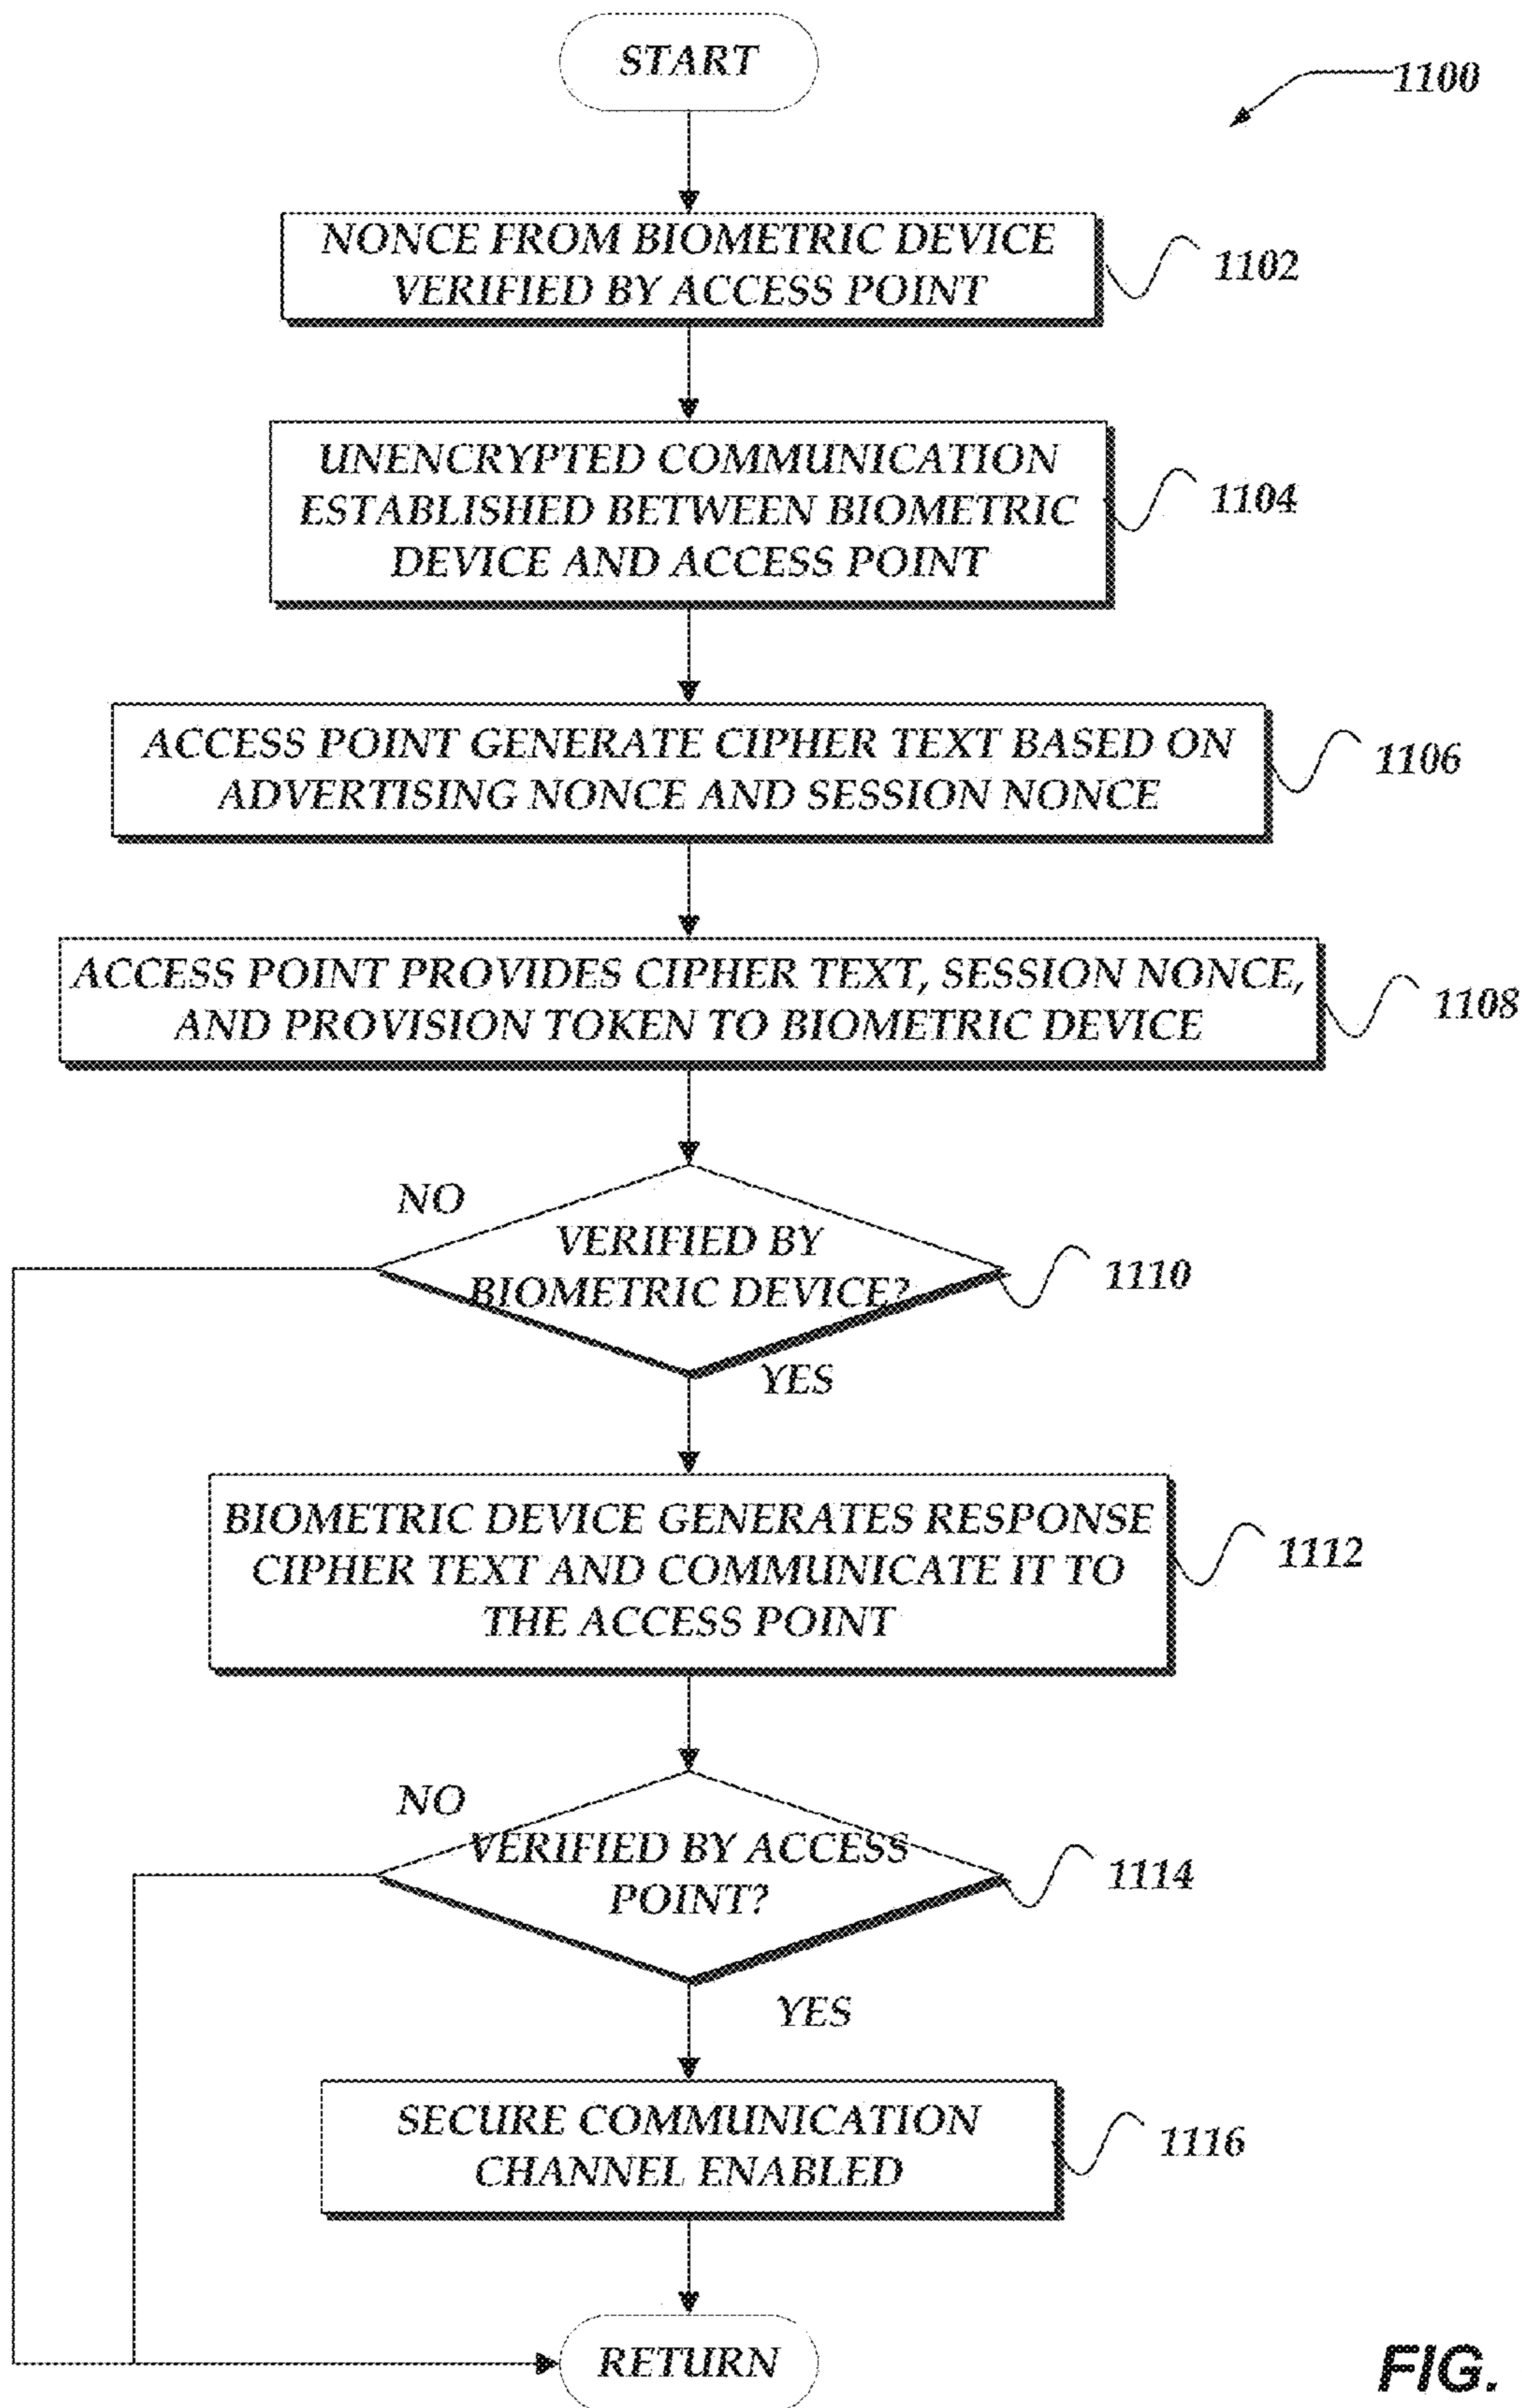 START
1100
NONCE FROM BIOMETRIC DEVICE
VERIFIED BY ACCESS POINT
1102
UNENCRYPTED COMMUNICATION
ESTABLISHED BETWEEN BIOMETRIC
DEVICE AND ACCESS POINT
1104
ACCESS POINT GENERATE CIPHER TEXT BASED ON
ADVERTISING NONCE AND SESSION NONCE
1106
ACCESS POINT PROVIDES CIPHER TEXT, SESSION NONCE,
AND PROVISION TOKEN TO BIOMETRIC DEVICE
1108
NO
VERIFIED BY
BIOMETRIC DEVICE?
1110
YES
BIOMETRIC DEVICE GENERATES RESPONSE
CIPHER TEXT AND COMMUNICATE IT TO
THE ACCESS POINT
1112
NO
VERIFIED BY ACCESS
POINT?
1114
YES
SECURE COMMUNICATION
CHANNEL ENABLED
1116
RETURN
FIG.